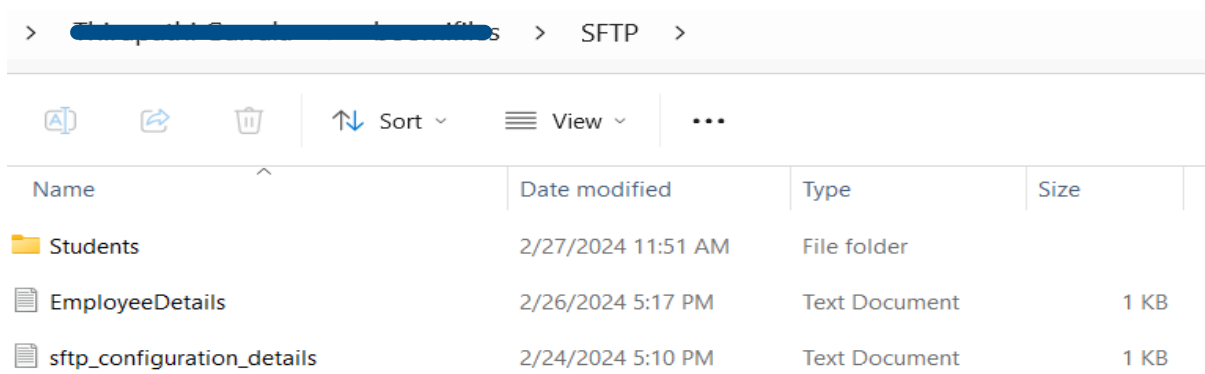 > > SFTP >
Sort View •••
Name Date modified Type Size
Students 2/27/2024 11:51 AM File folder
EmployeeDetails 2/26/2024 5:17 PM Text Document 1 KB
sftp_configuration_details 2/24/2024 5:10 PM Text Document 1 KB